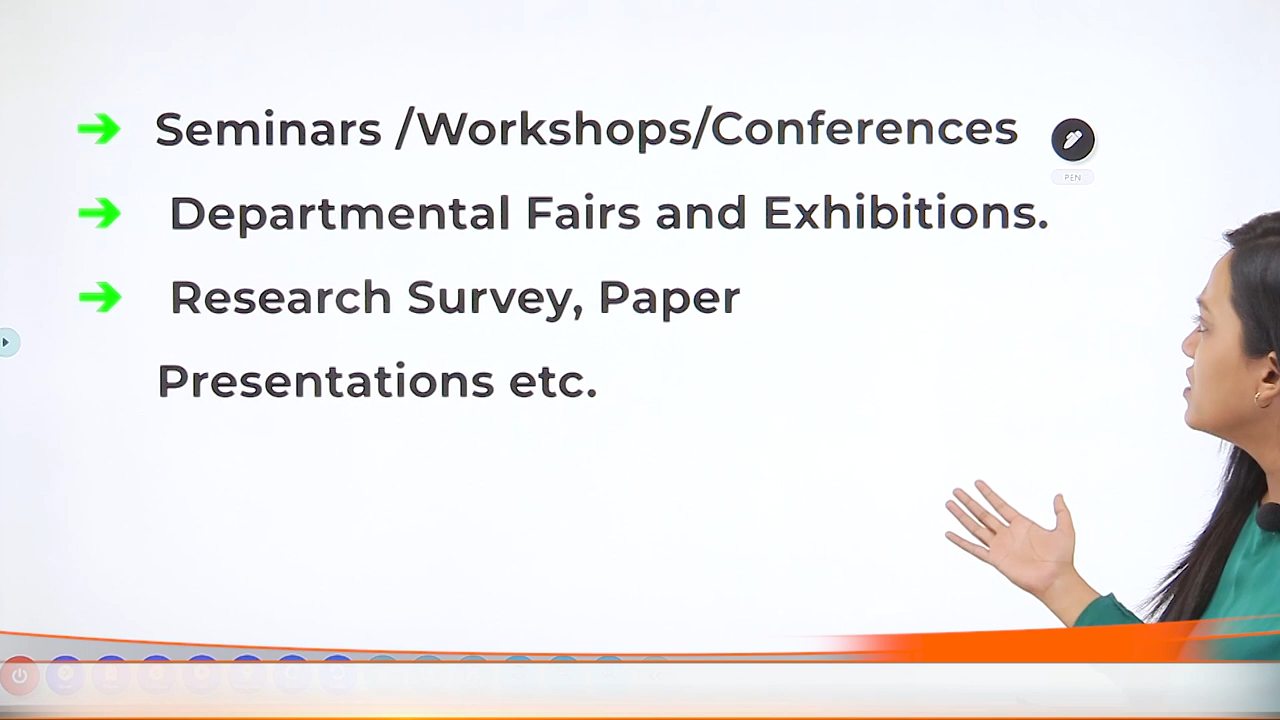 ➔ Seminars /Workshops/Conferences
PEN
➔ Departmental Fairs and Exhibitions.
➔ Research Survey, Paper
Presentations etc.